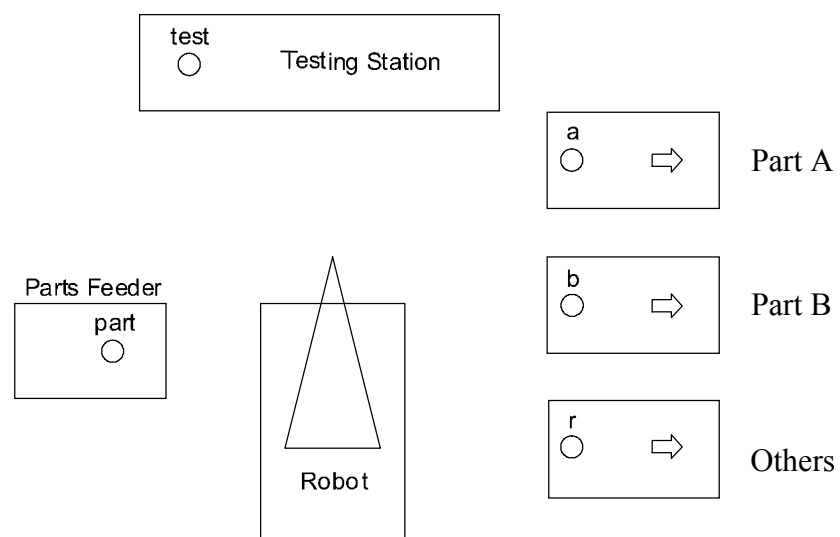 test
Testing Station
a
Part A
Parts Feeder
part
b
Part B
Robot
r
Others